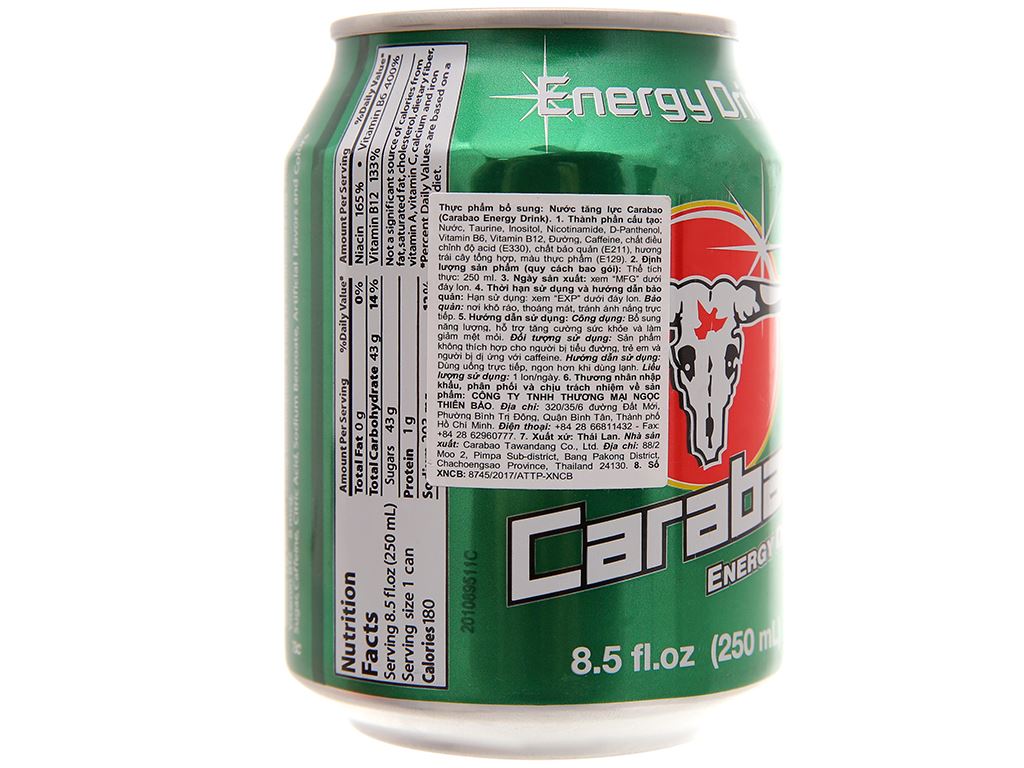 Energy
Thực phẩm bổ sung: Nước tăng lực Carabao
(Carabao Energy Drink). 1. Thành phần cấu tạo:
Nước, Taurine, Inositol, Nicotinamide, D-Panthenol,
Vitamin B6, Vitamin B12, Đường, Caffeine, chất điều
chỉnh độ acid (E330), chất bảo quản (E211), hương
trái cây tổng hợp, màu thực phẩm (E129). 2. Định
lượng sản phẩm (quy cách bao gói): Thể tích
thực: 250 ml. 3. Ngày sản xuất: xem "MFG" dưới
đáy lon. 4. Thời hạn sử dụng và hướng dẫn bảo
quản: Hạn sử dụng: xem "EXP" dưới đáy lon. Bảo
quản: nơi khô ráo, thoáng mát, tránh ánh nắng trực
tiếp. 5. Hướng dẫn sử dụng: Công dụng: Bổ sung
năng lượng, hỗ trợ tăng cường sức khỏe và làm
giảm mệt mỏi. Đối tượng sử dụng: Sản phẩm
không thích hợp cho người bị tiểu đường, trẻ em và
người bị dị ứng với caffeine. Hướng dẫn sử dụng:
Dùng uống trực tiếp, ngon hơn khi dùng lạnh. Liều
lượng sử dụng: 1 lon/ngày. 6. Thương nhân nhập
khẩu, phân phối và chịu trách nhiệm về sản
phẩm: CÔNG TY TNHH THƯƠNG MẠI NGỌC
THIÊN BẢO. Địa chỉ: 320/35/6 đường Đất Mới,
Phường Bình Trị Đông, Quận Bình Tân, Thành phố
Hồ Chí Minh. Điện thoại: +84 28 66811432 - Fax:
+84 28 62960777. 7. Xuất xứ: Thái Lan. Nhà sản
xuất: Carabao Tawandang Co., Ltd. Địa chỉ: 88/2
Moo 2, Pimpa Sub-district, Bang Pakong District,
Chachoengsao Province, Thailand 24130. 8. Số
XNCB: 8745/2017/ATTP-XNCB
Caraba
ENERGY
8.5 fl.oz (250 mL
201089511C
Nutrition
Facts
Serving 8.5 fl.oz (250 mL)
Serving size 1 can
Calories 180
Amount Per Serving %Daily Value*
Total Fat 0 g 0%
Total Carbohydrate 43 g 14%
Sugars 43 g
Protein 1 g
Amount Per Serving %Daily Value*
Niacin 165% • Vitamin B6 400%
Vitamin B12 133%
Not a significant source of calories from
fat, saturated fat, cholesterol, dietary fiber,
vitamin A, vitamin C, calcium and iron
*Percent Daily Values are based on a
diet.
Sugar, Caffeine, Citric Acid, Sodium Benzoate, Artificial Flavors and Colors